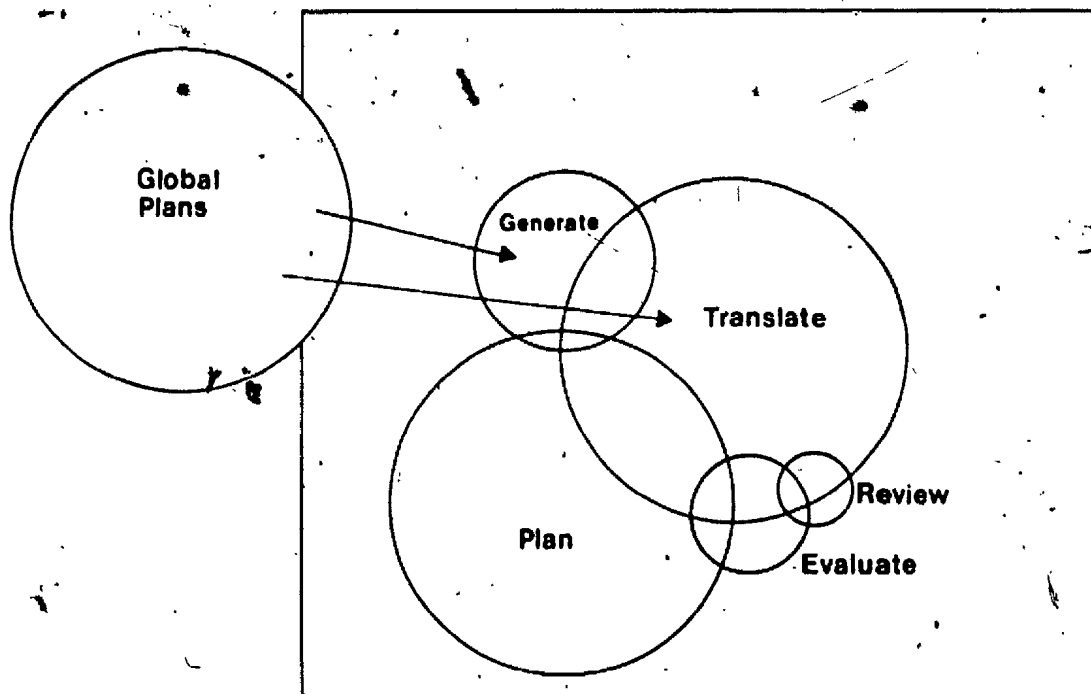 Global
Plans
Generate
Translate
Review
Plan
Evaluate